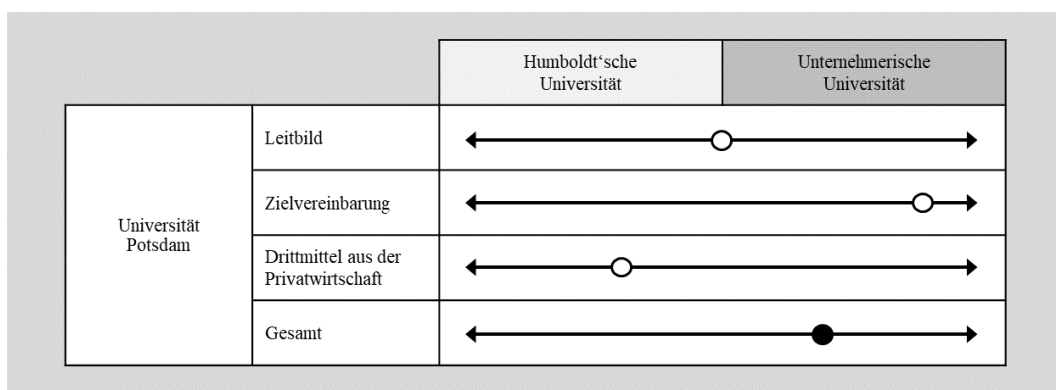 Humboldt‘sche
Universität
Unternehmerische
Universität
Universität
Potsdam
Leitbild
Zielvereinbarung
Drittmittel aus der
Privatwirtschaft
Gesamt